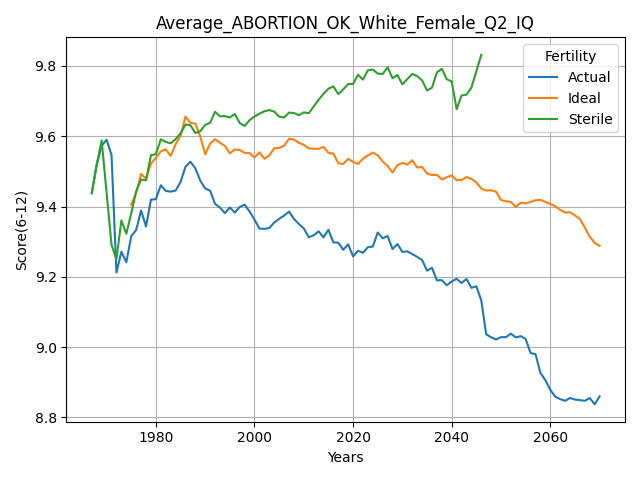 Average_ABORTION_OK_White_Female_Q2_IQ
Fertility
Actual
Ideal
Sterile
Score(6-12)
9.8
9.6
9.4
9.2
9.0
8.8
1980 2000 2020 2040 2060
Years